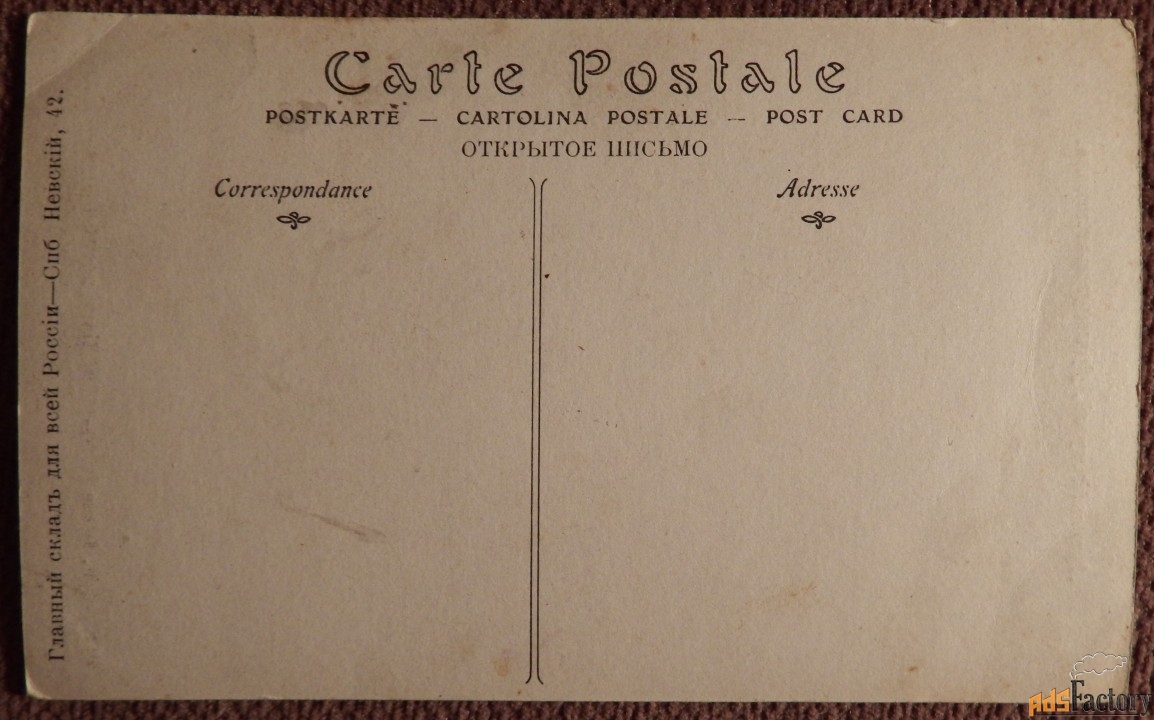 Carte Postale
POSTKARTE — CARTOLINA POSTALE — POST CARD
ОТКРЫТОЕ ПИСЬМО
Correspondance
Adresse
Главный складъ для всей Россіи—Спб Невскій, 42.
AdsFactory